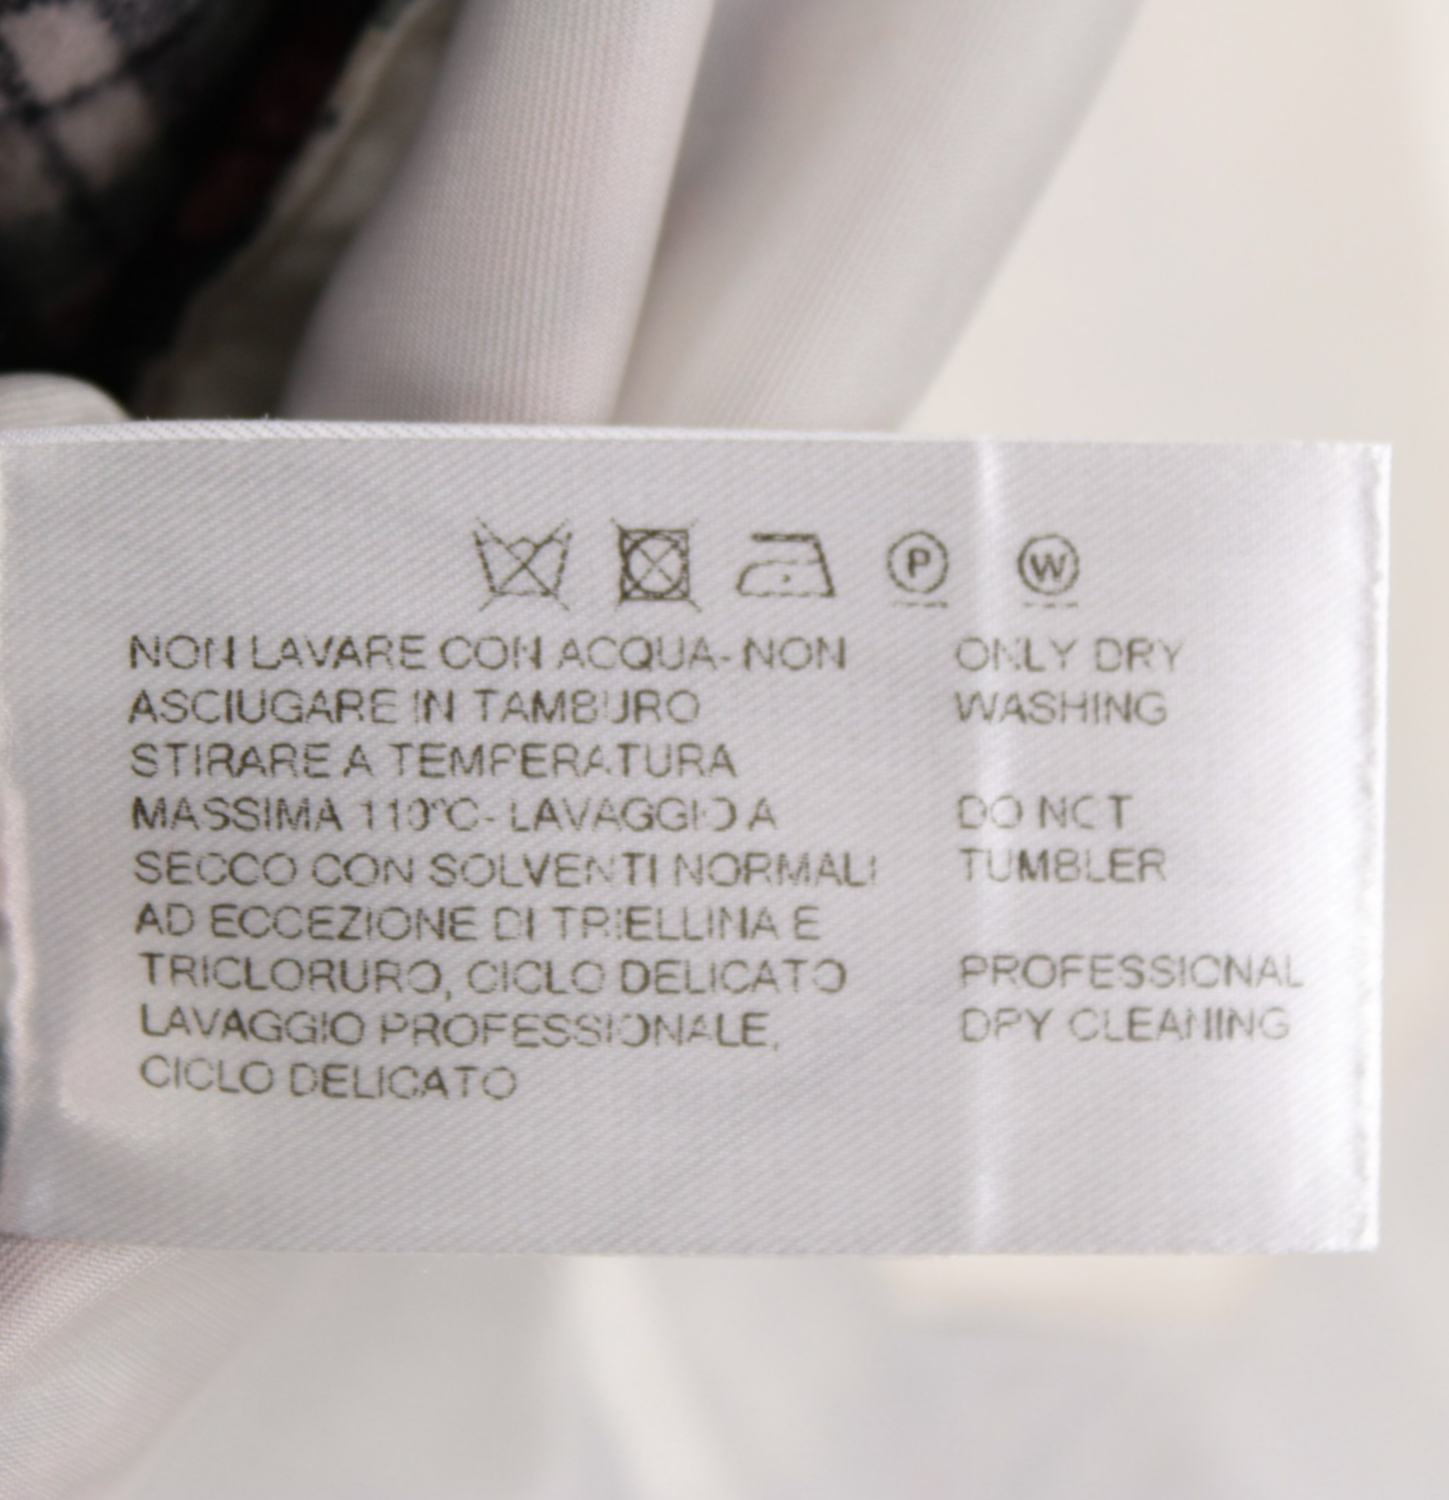 P
W
NON LAVARE CON ACQUA-NON
ASCIUGARE IN TAMBURO
STIRARE A TEMPERATURA
MASSIMA 110°C- LAVAGGIO A
SECCO CON SOLVENTI NORMALI
AD ECCEZIONE DI TRIELLINA E
TRICLORURO, CICLO DELICATO
LAVAGGIO PROFESSIONALE,
CICLO DELICATO
ONLY DRY
WASHING
DO NOT
TUMBLER
PROFESSIONAL
DRY CLEANING